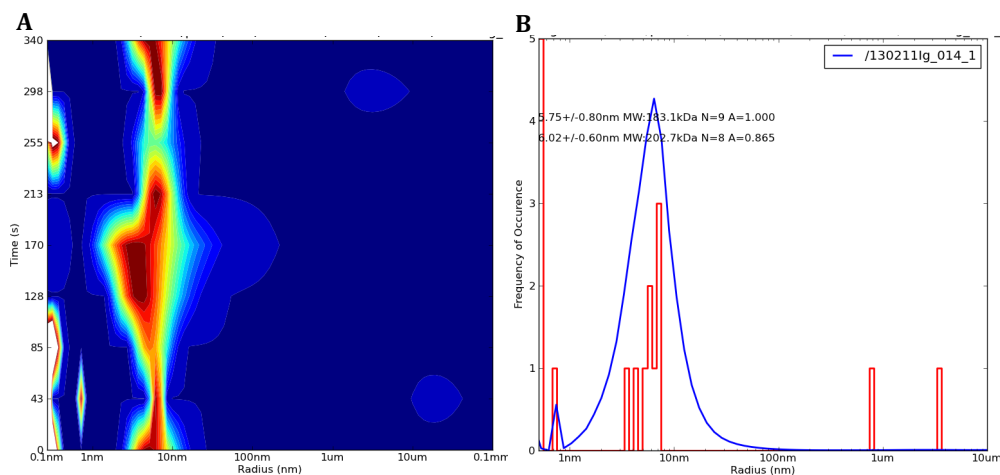 A
B
340
298
255
213
170
128
85
43
0
Time (s)
0.1nm 1nm 10nm 100nm 1um 10um 0.1nm
Radius (nm)
/130211Ig_014_1
5.75+/-0.80nm MW:183.1kDa N=9 A=1.000
6.02+/-0.60nm MW:202.7kDa N=8 A=0.865
5
4
3
2
1
0
Frequency of Occurence
1nm 10nm 100nm 1um 10um
Radius (nm)